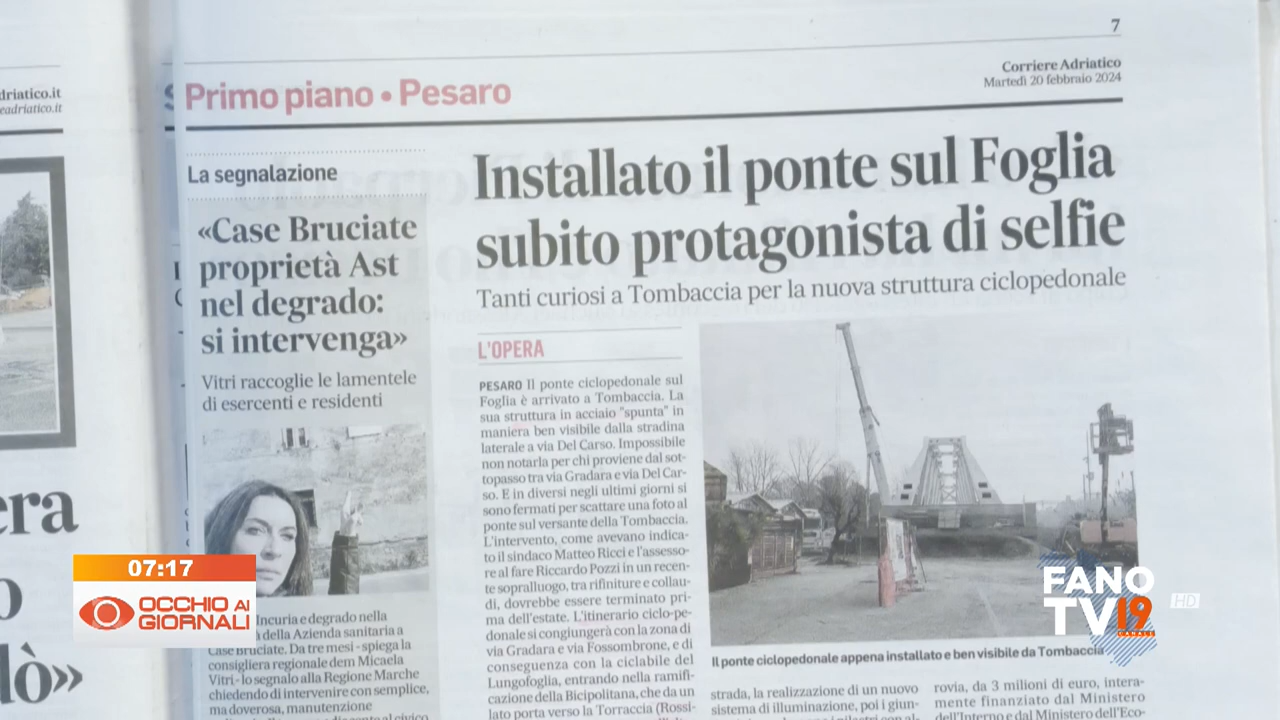 7
Corriere Adriatico
Martedì 20 febbraio 2024
driatico.it
eadriatico.it
Primo piano • Pesaro
La segnalazione
«Case Bruciate
proprietà Ast
nel degrado:
si intervenga»
Vitri raccoglie le lamentele
di esercenti e residenti
incuria e degrado nella
della Azienda sanitaria a
Case Bruciate. Da tre mesi - spiega la
consigliera regionale dem Micaela
Vitri - lo segnalo alla Regione Marche
chiedendo di intervenire con semplice,
ma doverosa, manutenzione
Installato il ponte sul Foglia
subito protagonista di selfie
Tanti curiosi a Tombaccia per la nuova struttura ciclopedonale
L'OPERA
PESARO Il ponte ciclopedonale sul
Foglia è arrivato a Tombaccia. La
sua struttura in acciaio "spunta" in
maniera ben visibile dalla stradina
laterale a via Del Carso. Impossibile
non notarla per chi proviene dal sot-
topasso tra via Gradara e via Del Car-
so. E in diversi negli ultimi giorni si
sono fermati per scattare una foto al
ponte sul versante della Tombaccia.
L'intervento, come avevano indica-
to il sindaco Matteo Ricci e l'assesso-
re al fare Riccardo Pozzi in un recen-
te sopralluogo, tra rifiniture e collau-
di, dovrebbe essere terminato pri-
ma dell'estate. L'itinerario ciclo-pe-
donale si congiungerà con la zona di
via Gradara e via Fossombrone, e di
conseguenza con la ciclabile del
Lungofoglia, entrando nella ramifi-
cazione della Bicipolitana, che da un
lato porta verso la Torraccia (Rossi-
Il ponte ciclopedonale appena installato e ben visibile da Tombaccia
strada, la realizzazione di un nuovo
sistema di illuminazione, poi i giun-
rovia, da 3 milioni di euro, intera-
mente finanziato dal Ministero
dell'Interno e dal Ministero dell'Eco-
era
o
lò»
07:17
OCCHIO AI
GIORNALI
FANO
TV 19
CANALE
HD